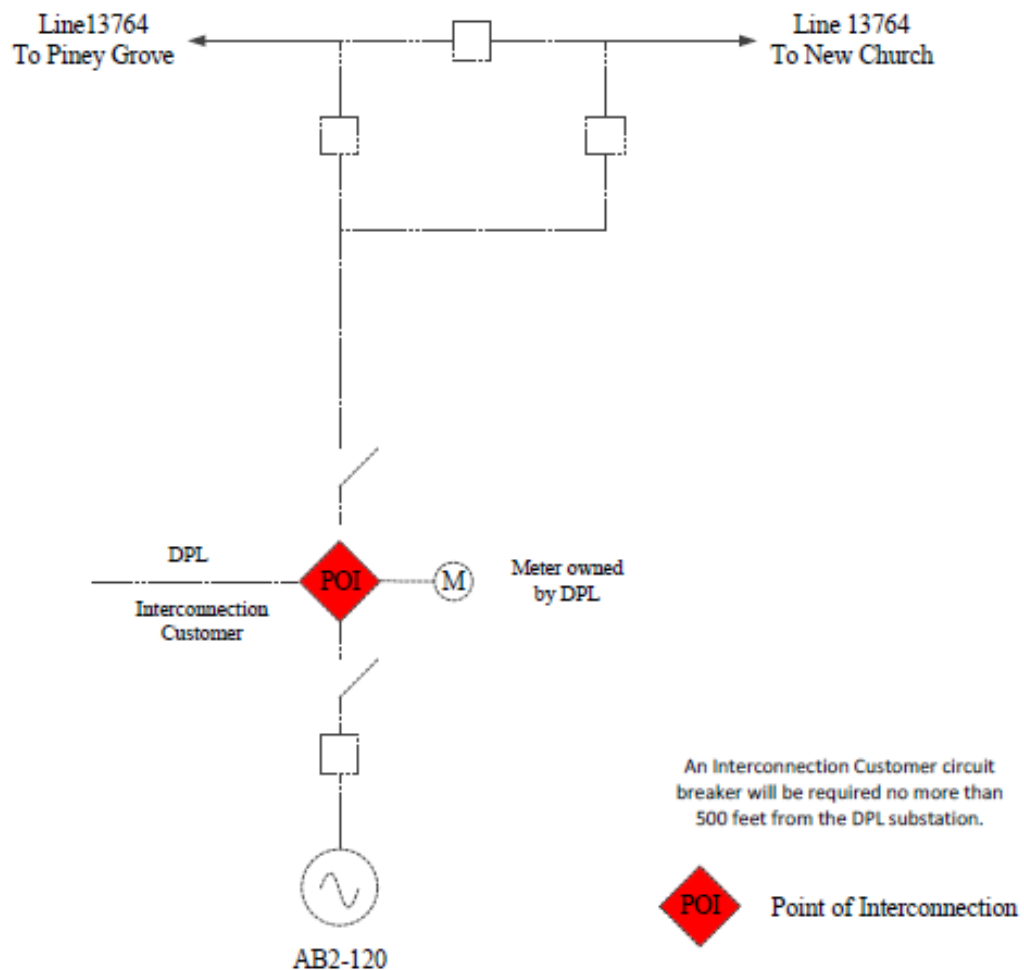 Line13764
To Piney Grove
Line 13764
To New Church
DPL
POI
M
Meter owned
by DPL
Interconnection
Customer
An Interconnection Customer circuit
breaker will be required no more than
500 feet from the DPL substation.
POI
Point of Interconnection
AB2-120